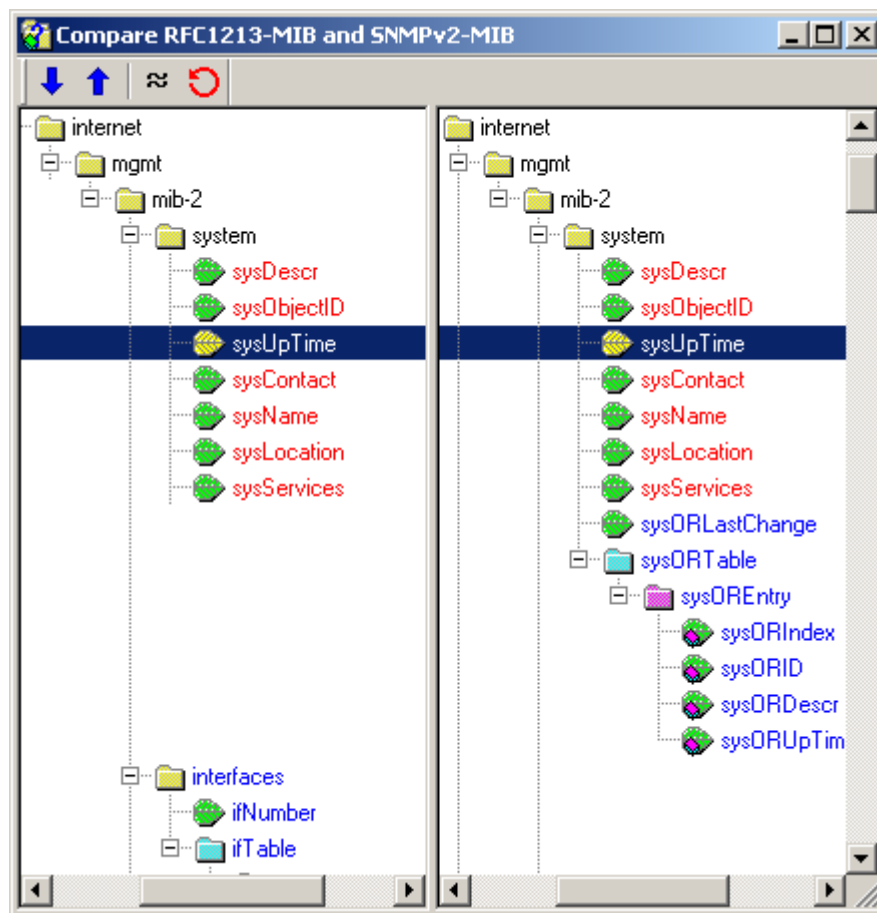 Compare RFC1213-MIB and SNMPv2-MIB
internet
mgmt
mib-2
system
sysDescr
sysObjectID
sysUpTime
sysContact
sysName
sysLocation
sysServices
interfaces
ifNumber
ifTable
internet
mgmt
mib-2
system
sysDescr
sysObjectID
sysUpTime
sysContact
sysName
sysLocation
sysServices
sysORLastChange
sysORTable
sysOREntry
sysORIndex
sysORID
sysORDescr
sysORUpTim